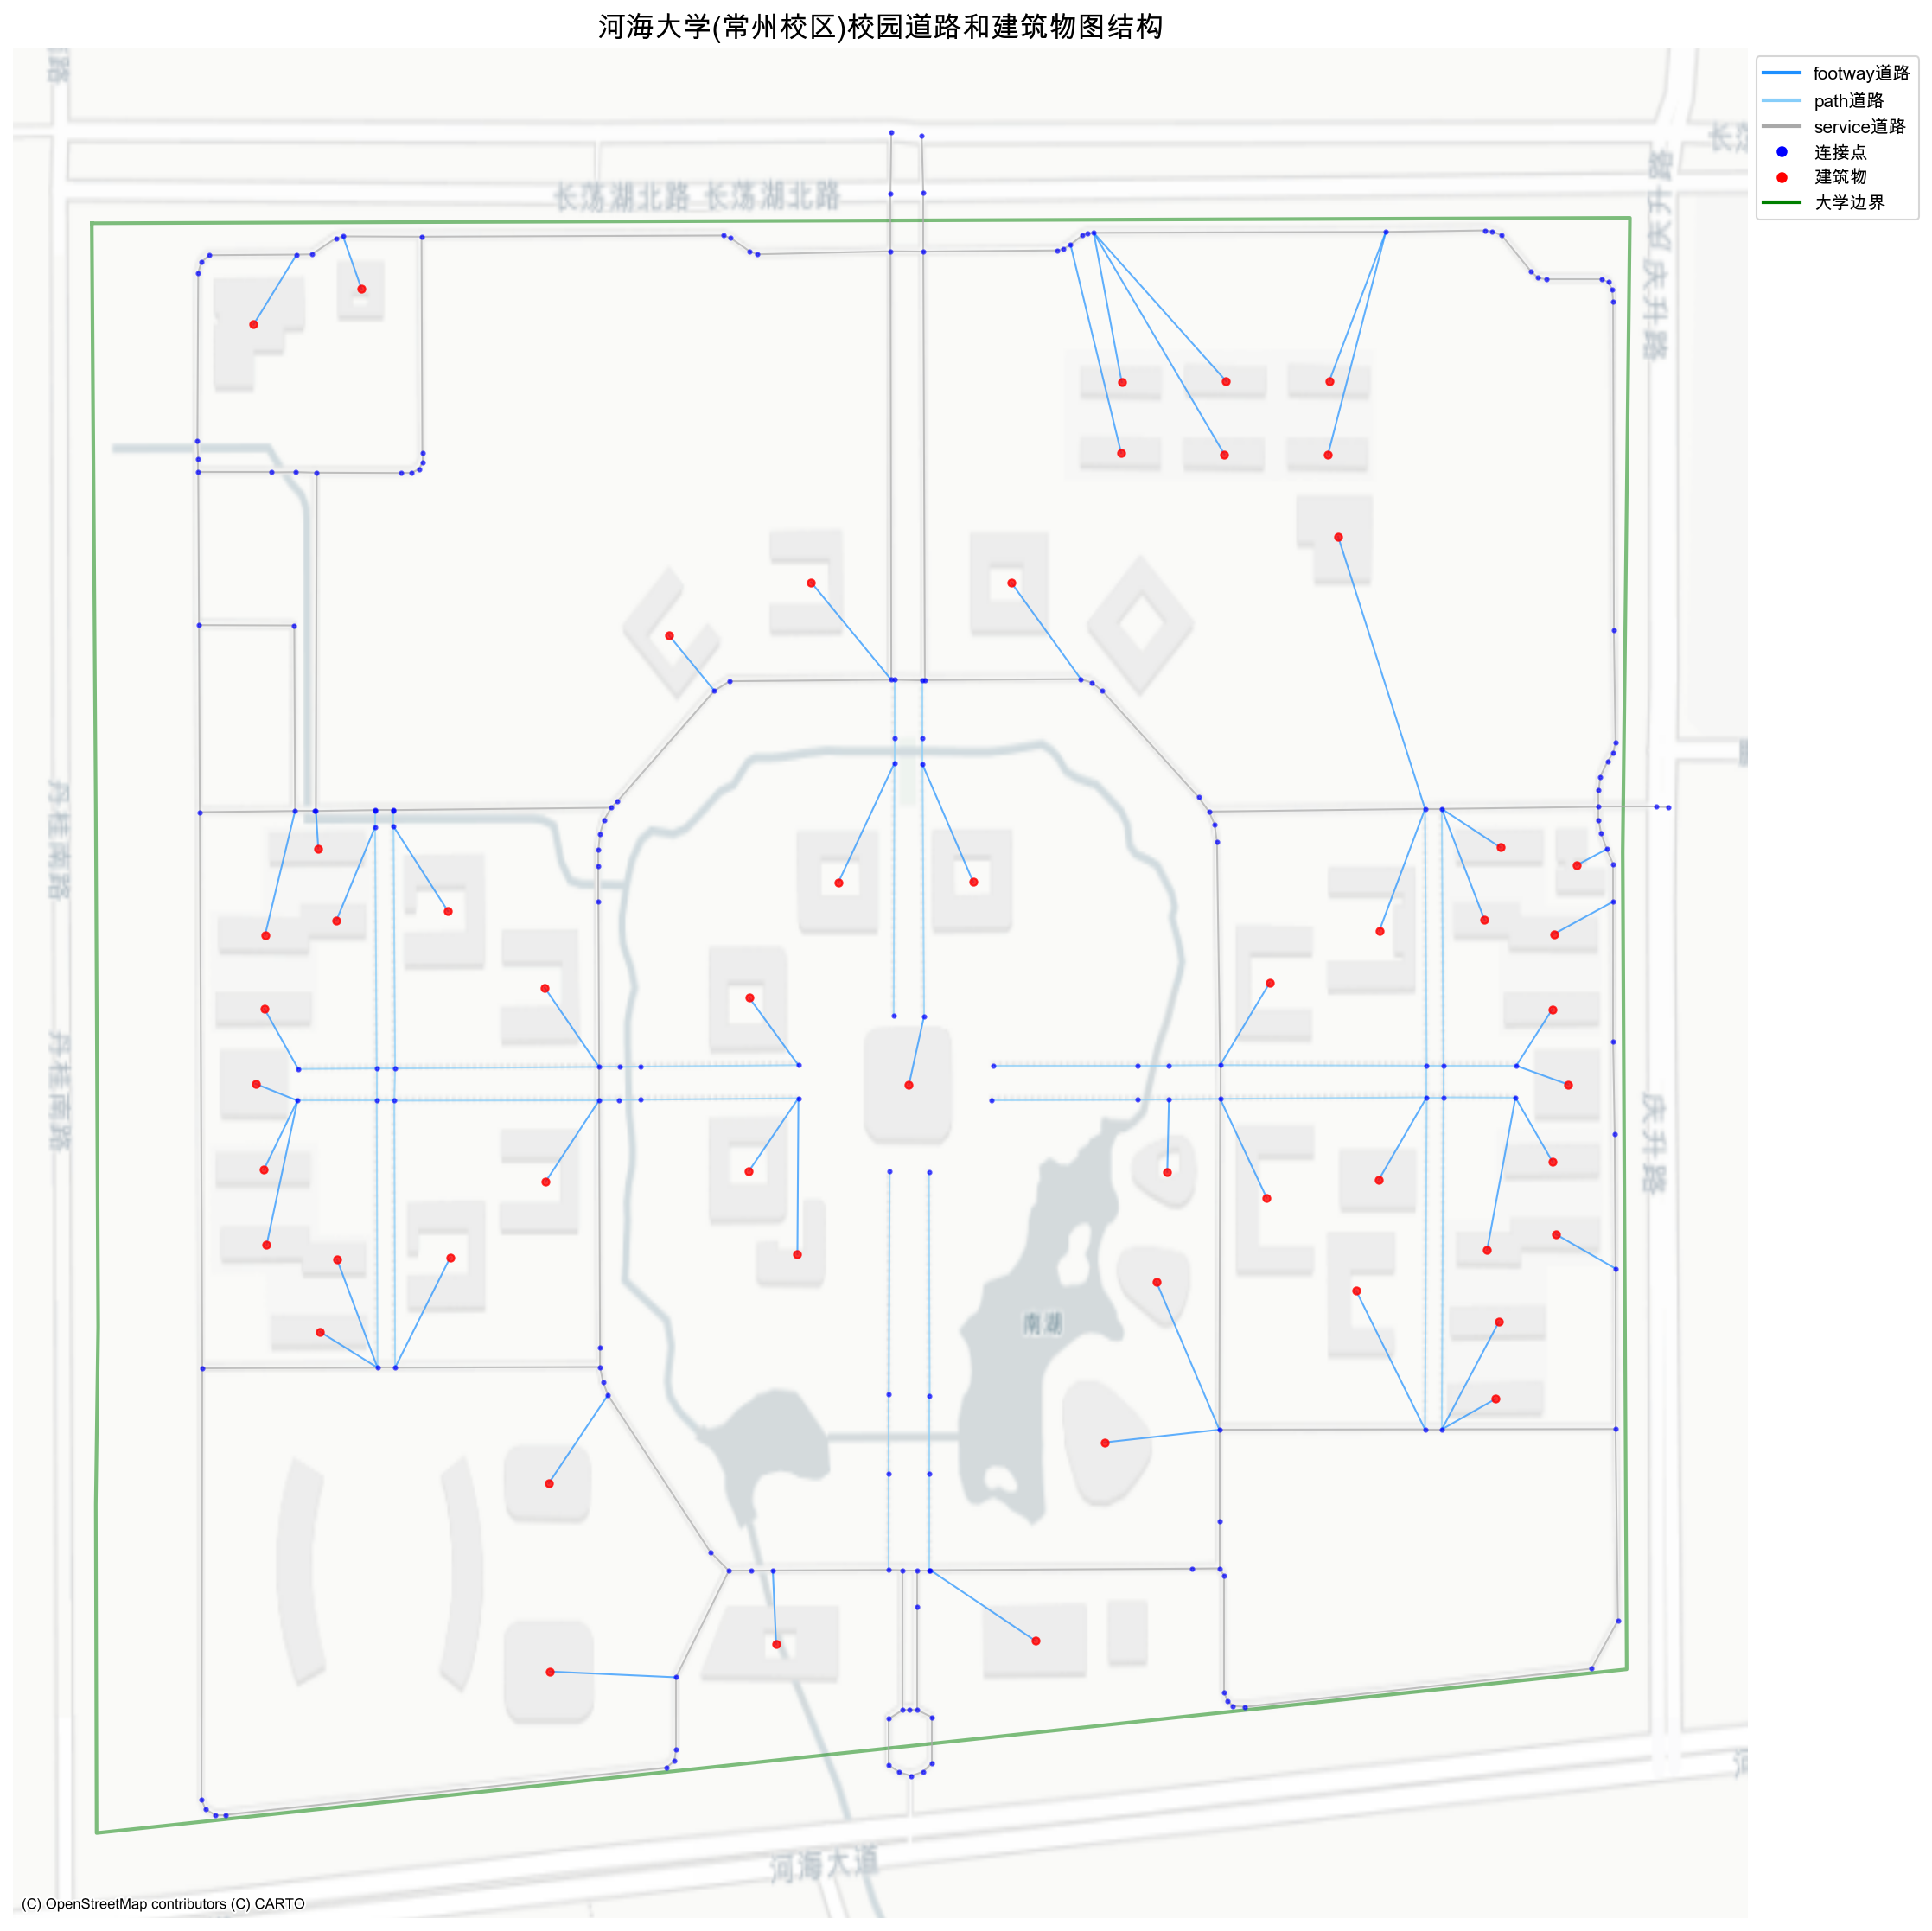 河海大学(常州校区)校园道路和建筑物图结构
footway道路
path道路
service道路
连接点
建筑物
大学边界
路
长荡湖北路 长荡湖北路
长荡
庆升路
丹桂南路
丹桂南路
庆升路
南湖
河海大道
河
(C) OpenStreetMap contributors (C) CARTO